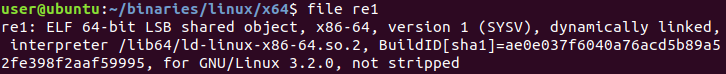 user@ubuntu:~/binaries/linux/x64$ file re1
re1: ELF 64-bit LSB shared object, x86-64, version 1 (SYSV), dynamically linked,
 interpreter /lib64/ld-linux-x86-64.so.2, BuildID[sha1]=ae0e037f6040a76acd5b89a5
2fe398f2aaf59995, for GNU/Linux 3.2.0, not stripped